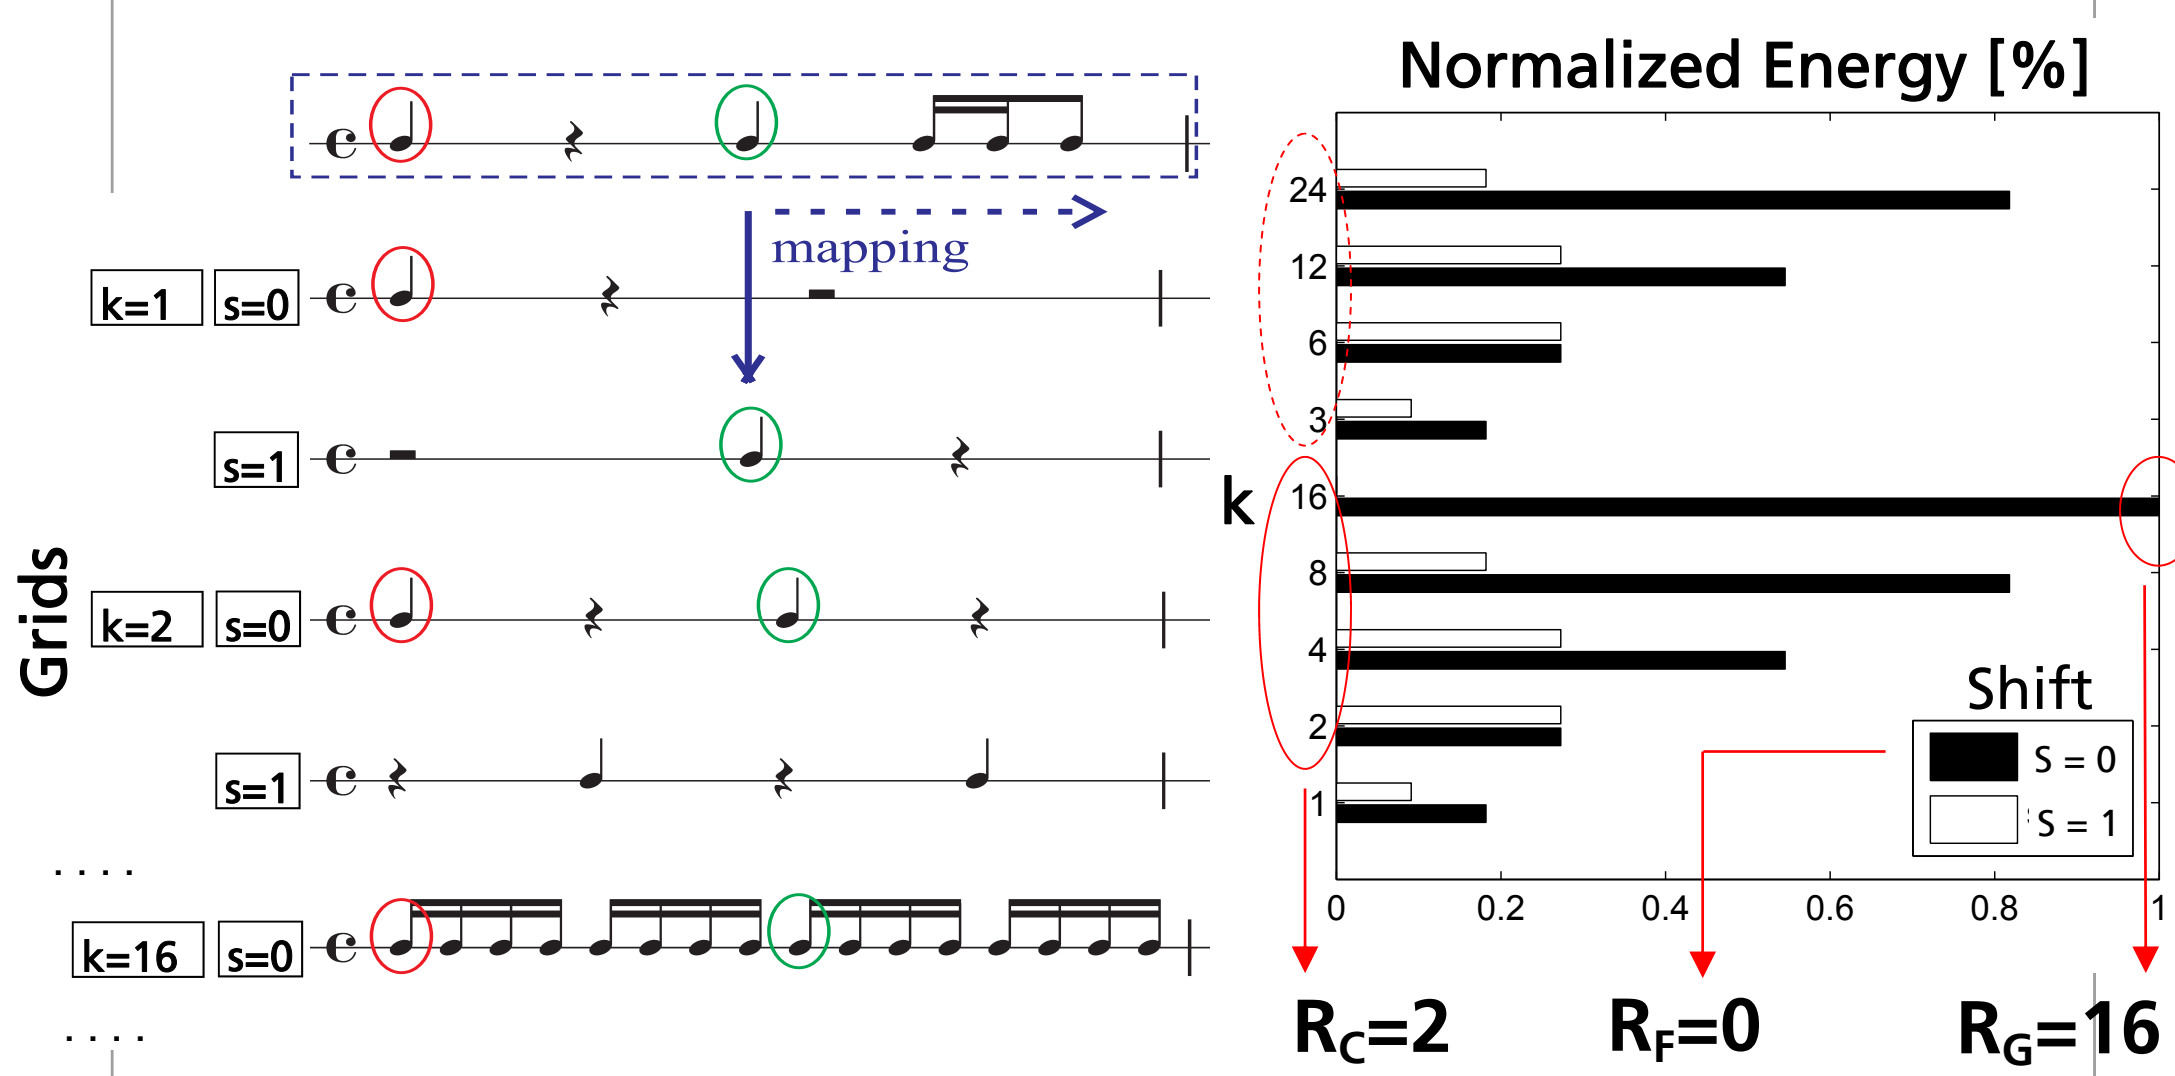 Normalized Energy [%]
mapping
k=1 s=0
s=1
k=2 s=0
s=1
. . . .
k=16 s=0
. . . .
Grids
k
24
12
6
3
16
8
4
2
1
0 0.2 0.4 0.6 0.8 1
Shift
S = 0
S = 1
RC=2
RF=0
RG=16